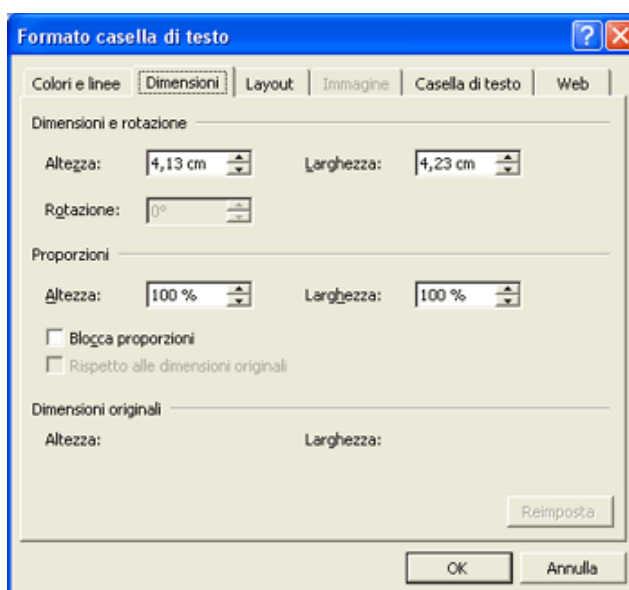 Formato casella di testo
Colori e linee Dimensioni Layout Immagine Casella di testo Web
Dimensioni e rotazione
Altezza: 4,13 cm Larghezza: 4,23 cm
Rotazione: 0°
Proporzioni
Altezza: 100 % Larghezza: 100 %
Blocca proporzioni
Rispetto alle dimensioni originali
Dimensioni originali
Altezza: Larghezza:
Reimposta
OK Annulla